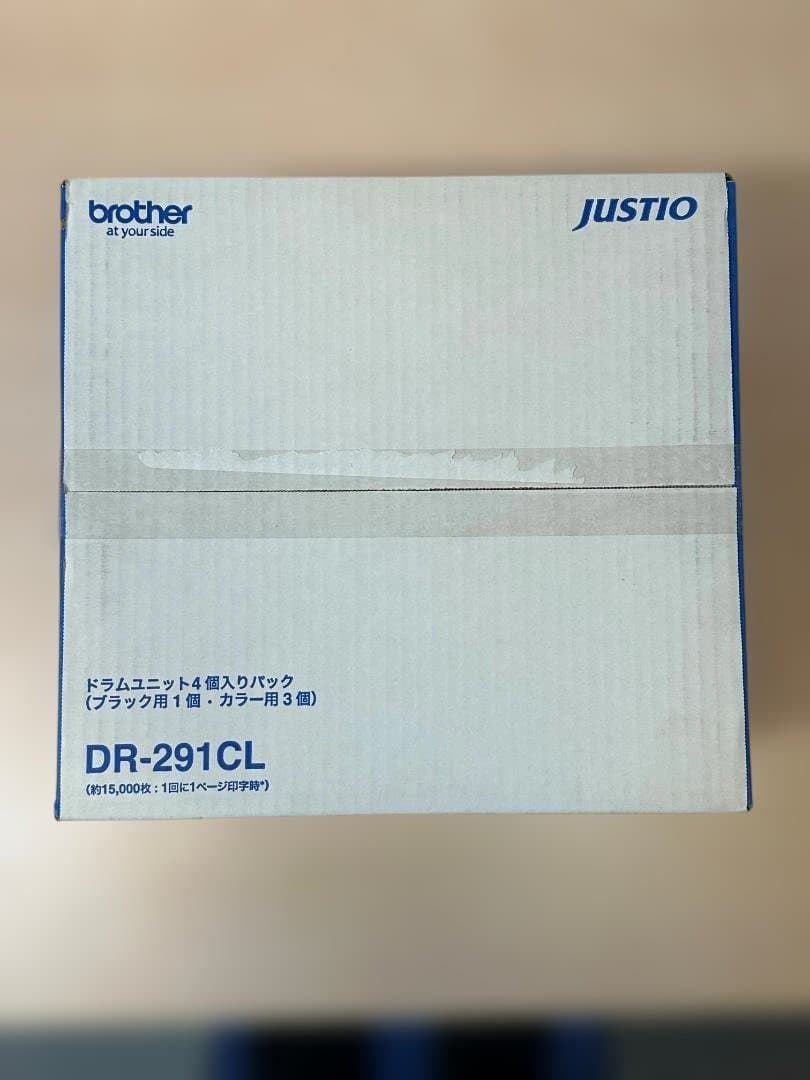 brother
at your side
JUSTIO
ドラムユニット4個入りパック
（ブラック用1個・カラー用3個）
DR-291CL
（約15,000枚：1回に1ページ印字時*）